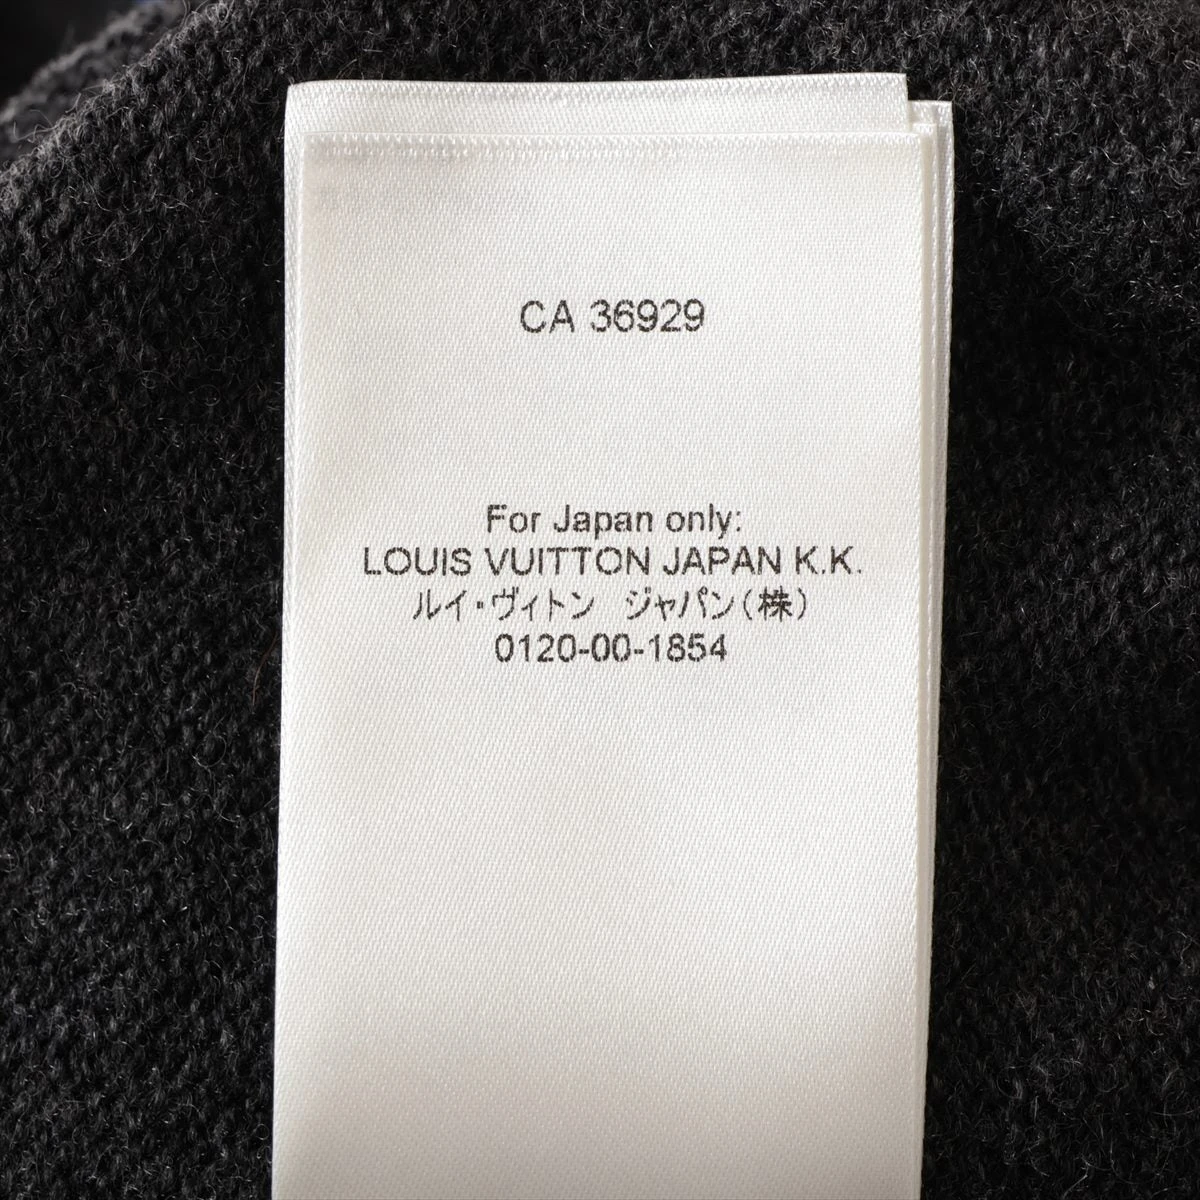 CA 36929
For Japan only:
LOUIS VUITTON JAPAN K.K.
ルイ・ヴィトン　ジャパン(株)
0120-00-1854